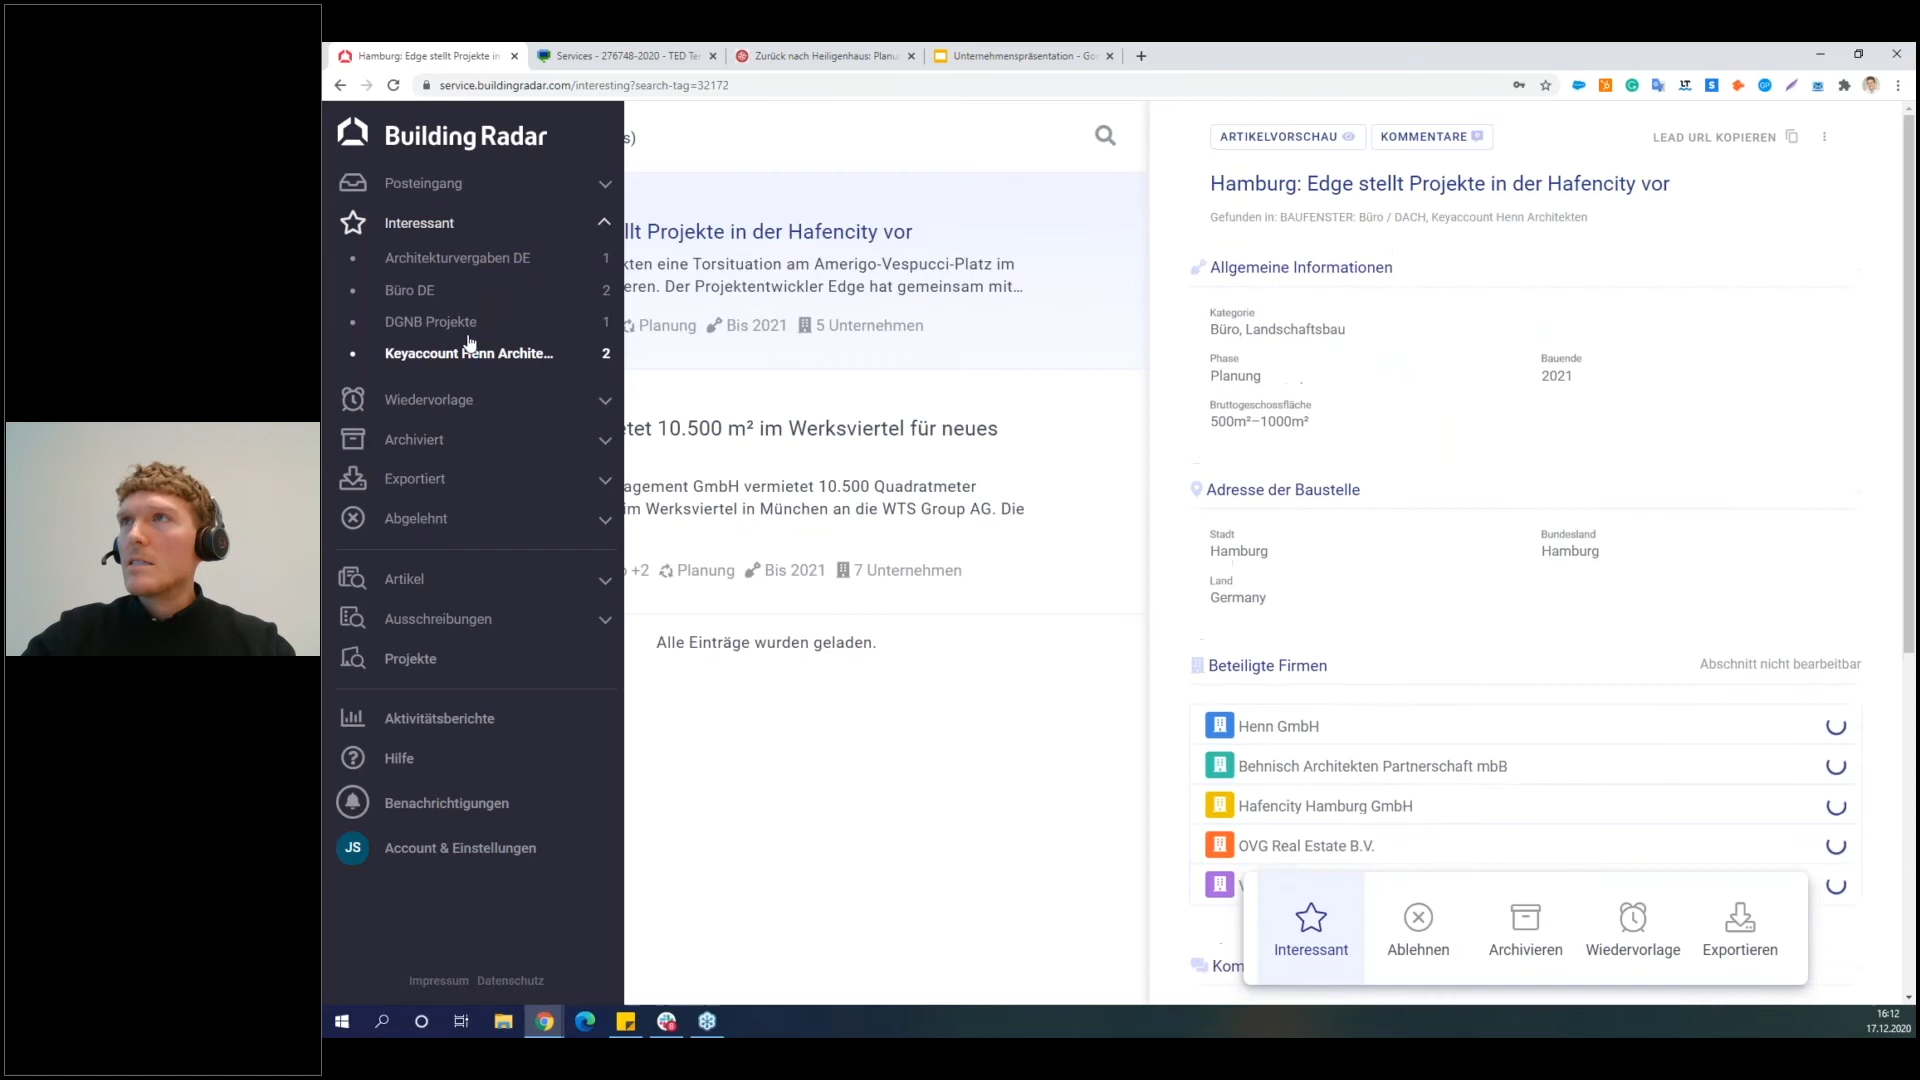 Hamburg: Edge stellt Projekte in
Services - 276748-2020 - TED Te
Zurück nach Heiligenhaus: Planu
Unternehmenspräsentation - Go
service.buildingradar.com/interesting?search-tag=32172
Building Radar
Posteingang
Interessant
Architekturvergaben DE 1
Büro DE 2
DGNB Projekte 1
Keyaccount Henn Archite... 2
Wiedervorlage
Archiviert
Exportiert
Abgelehnt
Artikel
Ausschreibungen
Projekte
Aktivitätsberichte
Hilfe
Benachrichtigungen
JS Account & Einstellungen
Impressum Datenschutz
s)
llt Projekte in der Hafencity vor
kten eine Torsituation am Amerigo-Vespucci-Platz im
eren. Der Projektentwickler Edge hat gemeinsam mit...
Planung Bis 2021 5 Unternehmen
etet 10.500 m² im Werksviertel für neues
agement GmbH vermietet 10.500 Quadratmeter
im Werksviertel in München an die WTS Group AG. Die
+2 Planung Bis 2021 7 Unternehmen
Alle Einträge wurden geladen.
ARTIKELVORSCHAU KOMMENTARE LEAD URL KOPIEREN
Hamburg: Edge stellt Projekte in der Hafencity vor
Gefunden in: BAUFENSTER: Büro / DACH, Keyaccount Henn Architekten
Allgemeine Informationen
Kategorie
Büro, Landschaftsbau
Phase Bauende
Planung 2021
Bruttogeschossfläche
500m²–1000m²
Adresse der Baustelle
Stadt Bundesland
Hamburg Hamburg
Land
Germany
Beteiligte Firmen Abschnitt nicht bearbeitbar
Henn GmbH
Behnisch Architekten Partnerschaft mbB
Hafencity Hamburg GmbH
OVG Real Estate B.V.
Kom
Interessant Ablehnen Archivieren Wiedervorlage Exportieren
16:12
17.12.2020